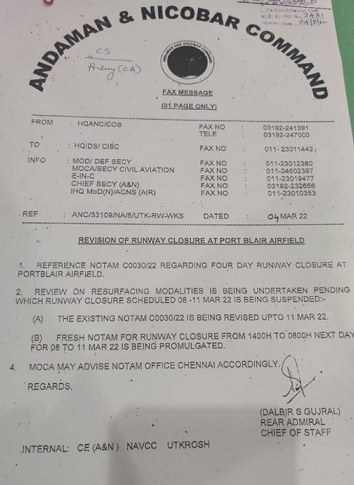 ANDAMAN & NICOBAR COMMAND
CS
FAX MESSAGE
(01 PAGE ONLY)
FROM : HQANC/COS FAX NO : 03192-241391
TELE : 03192-247000
TO : HQIDS/ CISC FAX NO : 011- 23011442
INFO : MOD/ DEF SECY FAX NO : 011-23012380
MOCA/SECY CIVIL AVIATION FAX NO : 011-24602397
E-IN-C FAX NO : 011-23019477
CHIEF SECY (A&N) FAX NO : 03192-232656
IHQ MoD(N)/ACNS (AIR) FAX NO : 011-23010353
REF : ANC/33109/NA/5/UTK-RW-WKS DATED : 04 MAR 22
REVISION OF RUNWAY CLOSURE AT PORT BLAIR AIRFIELD
1. REFERENCE NOTAM C0030/22 REGARDING FOUR DAY RUNWAY CLOSURE AT
PORTBLAIR AIRFIELD.
2. REVIEW ON RESURFACING MODALITIES IS BEING UNDERTAKEN PENDING
WHICH RUNWAY CLOSURE SCHEDULED 08 -11 MAR 22 IS BEING SUSPENDED:-
(A) THE EXISTING NOTAM C0030/22 IS BEING REVISED UPTO 11 MAR 22.
(B) FRESH NOTAM FOR RUNWAY CLOSURE FROM 1400H TO 0800H NEXT DAY
FOR 08 TO 11 MAR 22 IS BEING PROMULGATED.
4. MOCA MAY ADVISE NOTAM OFFICE CHENNAI ACCORDINGLY.
REGARDS,
(DALBIR S GUJRAL)
REAR ADMIRAL
CHIEF OF STAFF
INTERNAL: CE (A&N) NAVCC UTKROSH